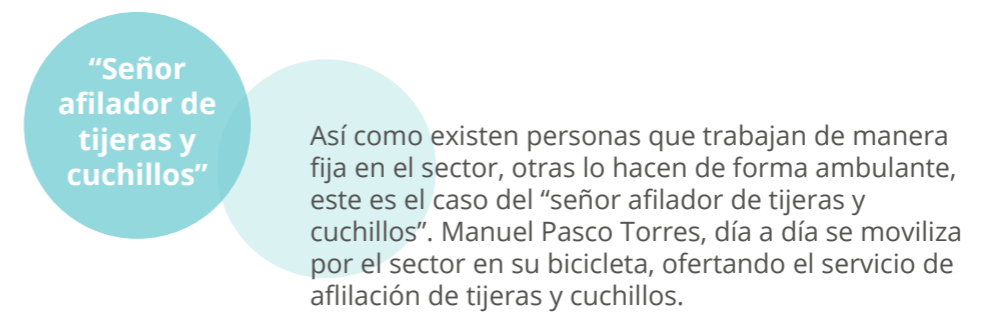 “Señor
afilador de
tijeras y
cuchillos”
Así como existen personas que trabajan de manera
fija en el sector, otras lo hacen de forma ambulante,
este es el caso del “señor afilador de tijeras y
cuchillos”. Manuel Pasco Torres, día a día se moviliza
por el sector en su bicicleta, ofertando el servicio de
aflilación de tijeras y cuchillos.